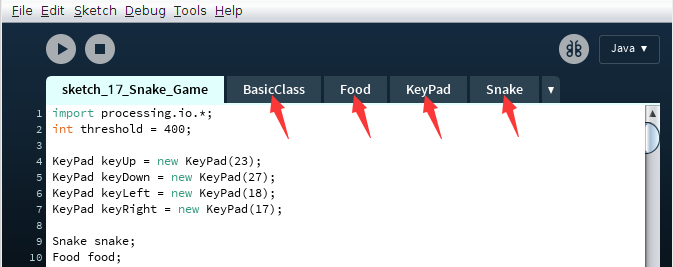 File Edit Sketch Debug Tools Help
Java ▼
sketch_17_Snake_Game BasicClass Food KeyPad Snake ▼
1 import processing.io.*;
2 int threshold = 400;
3
4 KeyPad keyUp = new KeyPad(23);
5 KeyPad keyDown = new KeyPad(27);
6 KeyPad keyLeft = new KeyPad(18);
7 KeyPad keyRight = new KeyPad(17);
8
9 Snake snake;
10 Food food;